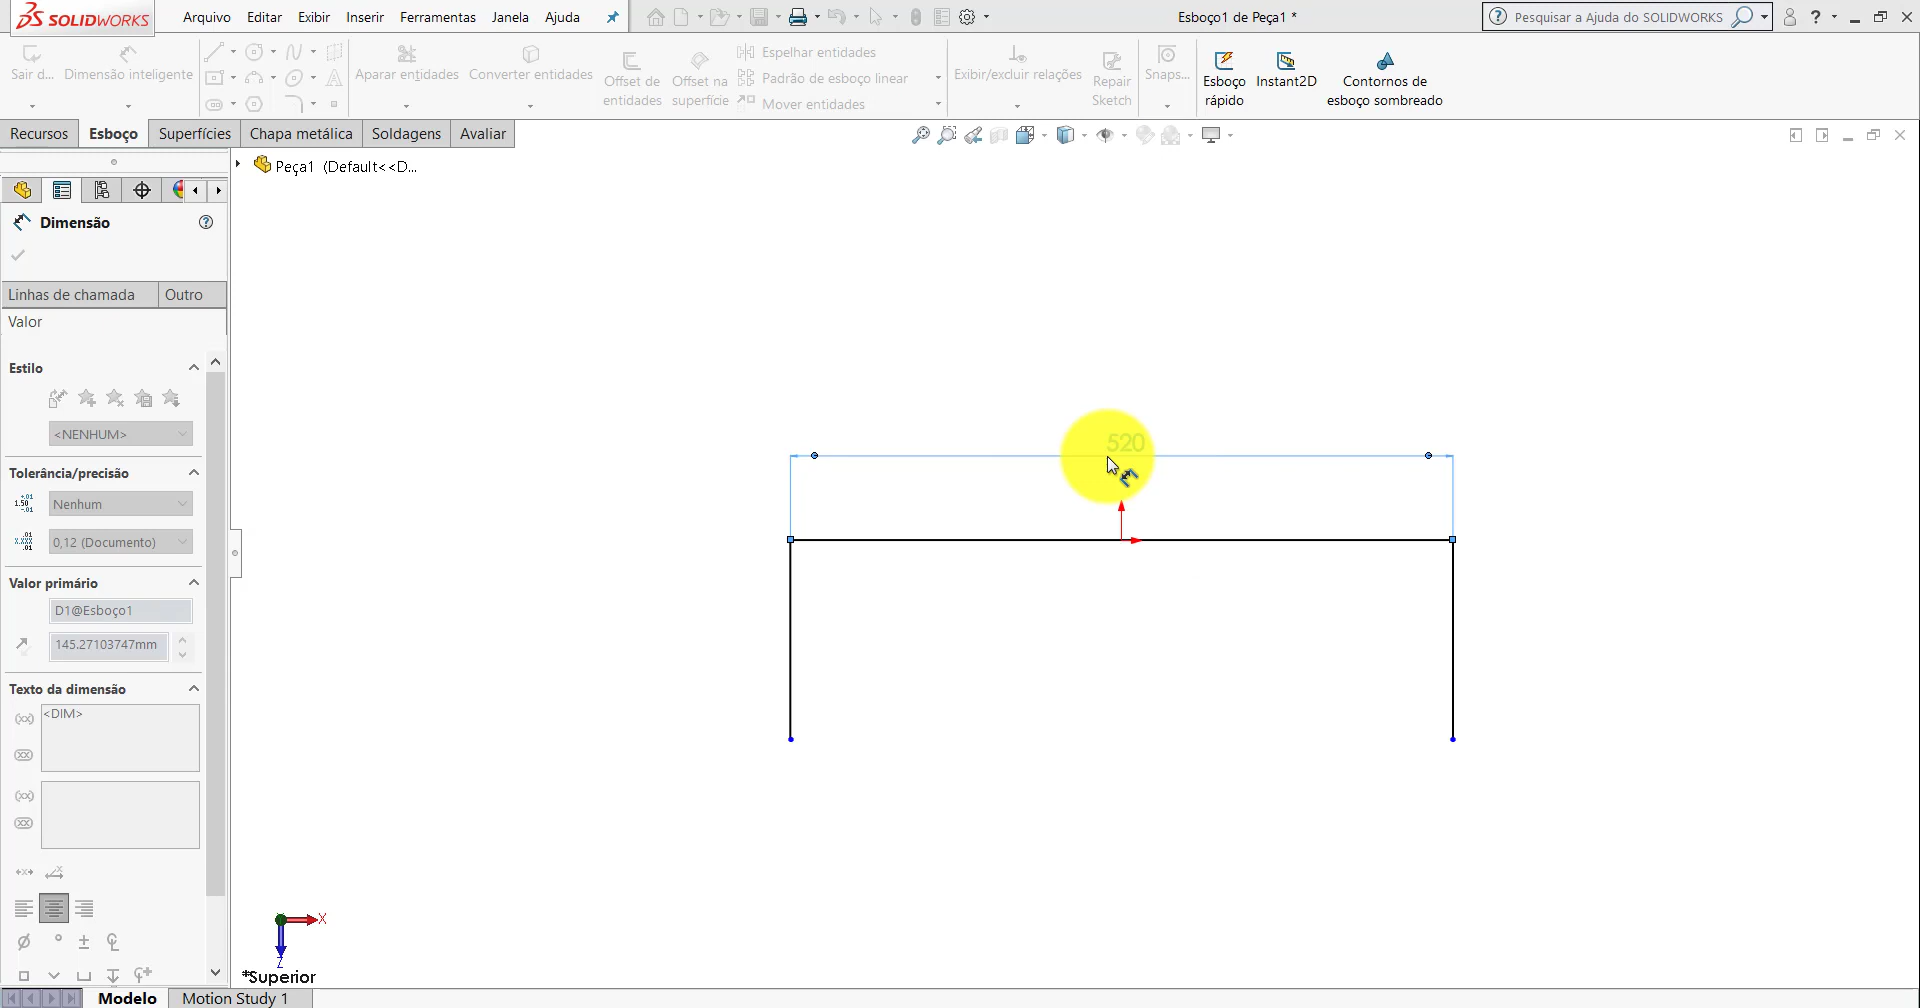 SOLIDWORKS Arquivo Editar Exibir Inserir Ferramentas Janela Ajuda Esboço1 de Peça1 * Pesquisar a Ajuda do SOLIDWORKS ?
Sair d... Dimensão inteligente Aparar entidades Converter entidades Offset de entidades Offset na superfície Espelhar entidades Padrão de esboço linear Mover entidades Exibir/excluir relações Repair Sketch Snaps... Esboço rápido Instant2D Contornos de esboço sombreado
Recursos Esboço Superfícies Chapa metálica Soldagens Avaliar
Peça1 (Default<<D...
Dimensão
Linhas de chamada Outro
Valor
Estilo
<NENHUM>
Tolerância/precisão
Nenhum
0,12 (Documento)
Valor primário
D1@Esboço1
145.27103747mm
Texto da dimensão
<DIM>
520
X
Z
*Superior
Modelo Motion Study 1